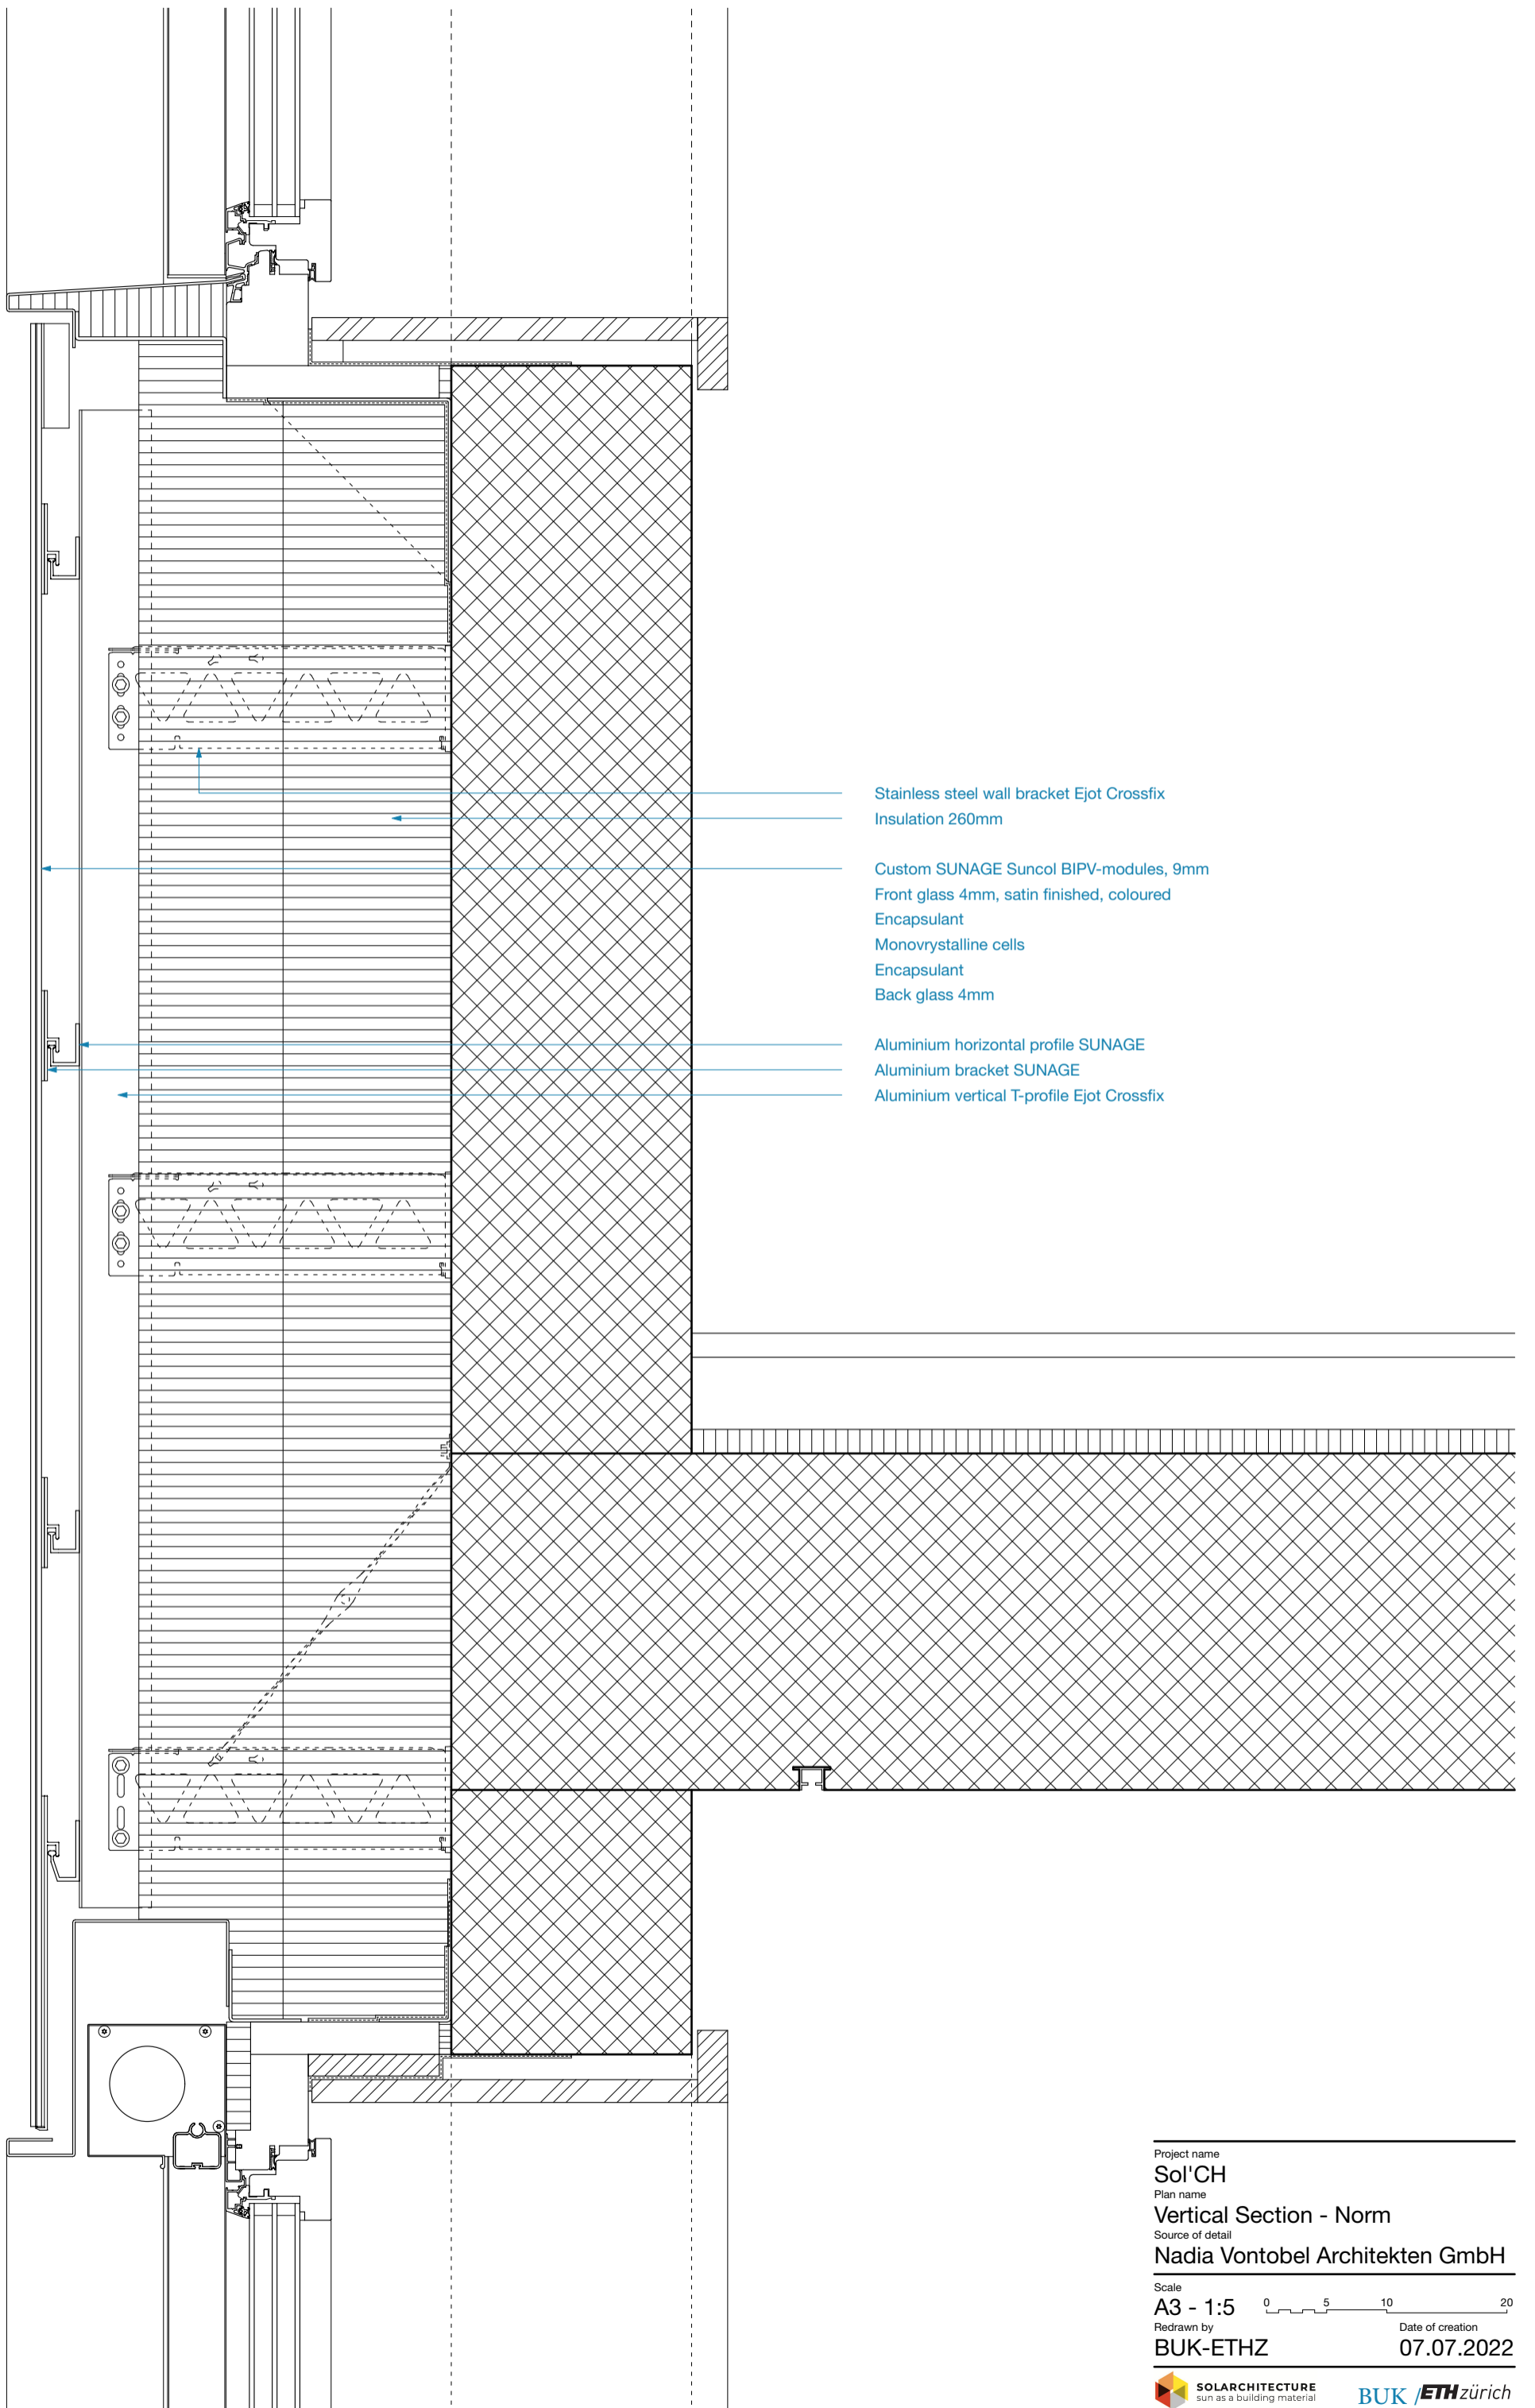 Stainless steel wall bracket Ejot Crossfix
Insulation 260mm
Custom SUNAGE Suncol BIPV-modules, 9mm
Front glass 4mm, satin finished, coloured
Encapsulant
Monovrystalline cells
Encapsulant
Back glass 4mm
Aluminium horizontal profile SUNAGE
Aluminium bracket SUNAGE
Aluminium vertical T-profile Ejot Crossfix
Project name
Sol'CH
Plan name
Vertical Section - Norm
Source of detail
Nadia Vontobel Architekten GmbH
Scale
A3 - 1:5 0 5 10 20
Redrawn by Date of creation
BUK-ETHZ 07.07.2022
SOLARCHITECTURE
sun as a building material
BUK /ETH zürich